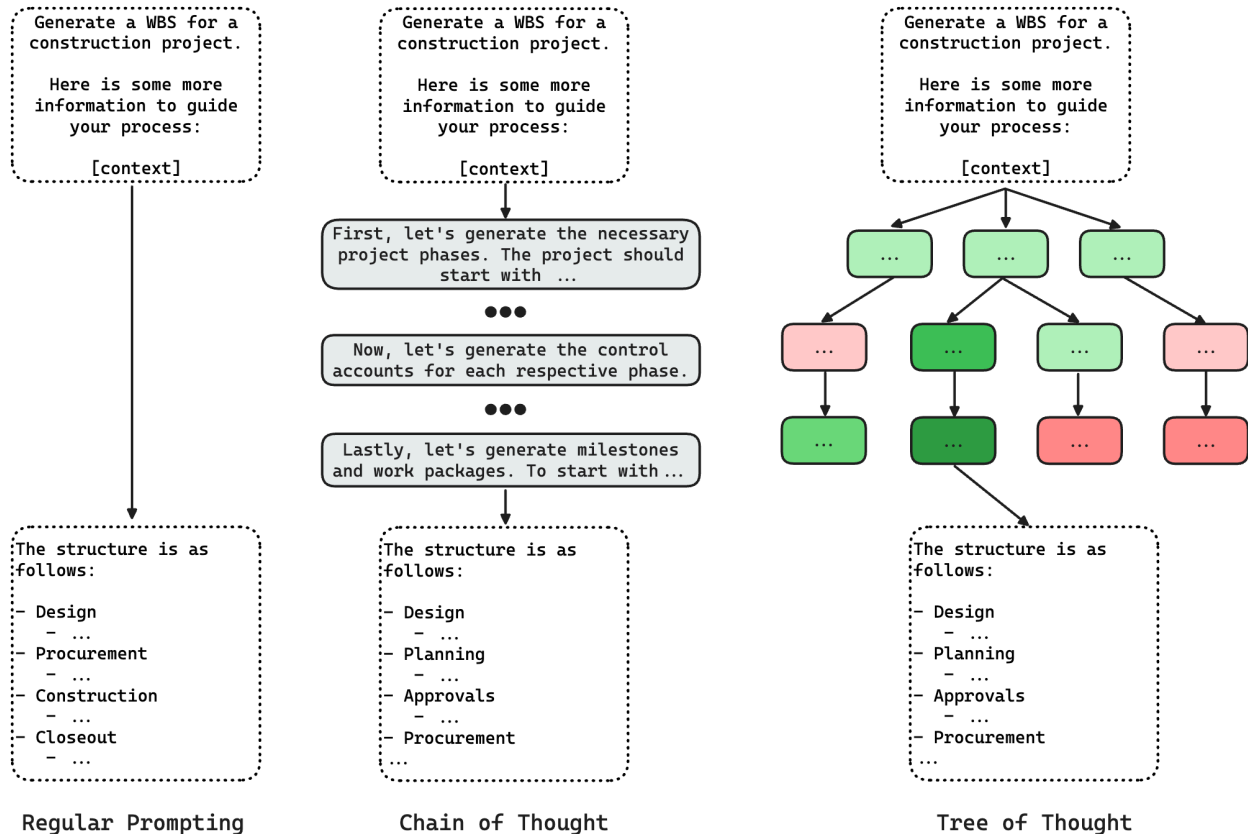 Generate a WBS for a
construction project.
Here is some more
information to guide
your process:
[context]
The structure is as
follows:
- Design
- ...
- Procurement
- ...
- Construction
- ...
- Closeout
- ...
Regular Prompting
Generate a WBS for a
construction project.
Here is some more
information to guide
your process:
[context]
First, let's generate the necessary
project phases. The project should
start with ...
●●●
Now, let's generate the control
accounts for each respective phase.
●●●
Lastly, let's generate milestones
and work packages. To start with ...
The structure is as
follows:
- Design
- ...
- Planning
- ...
- Approvals
- ...
- Procurement
...
Chain of Thought
Generate a WBS for a
construction project.
Here is some more
information to guide
your process:
[context]
...
...
...
...
...
...
...
...
...
...
...
The structure is as
follows:
- Design
- ...
- Planning
- ...
- Approvals
- ...
- Procurement
...
Tree of Thought